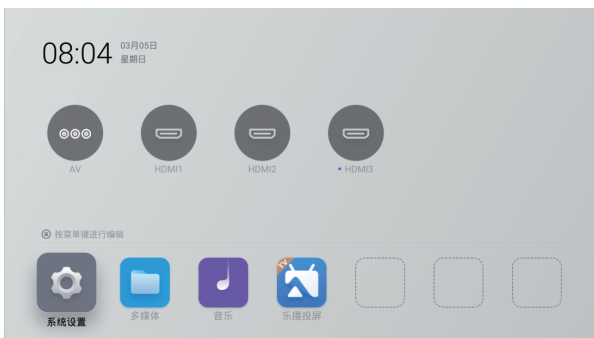 08:04
03月05日
星期日
AV
HDMI1
HDMI2
HDMI3
按菜单键进行编辑
TV
系统设置
多媒体
音乐
乐播投屏